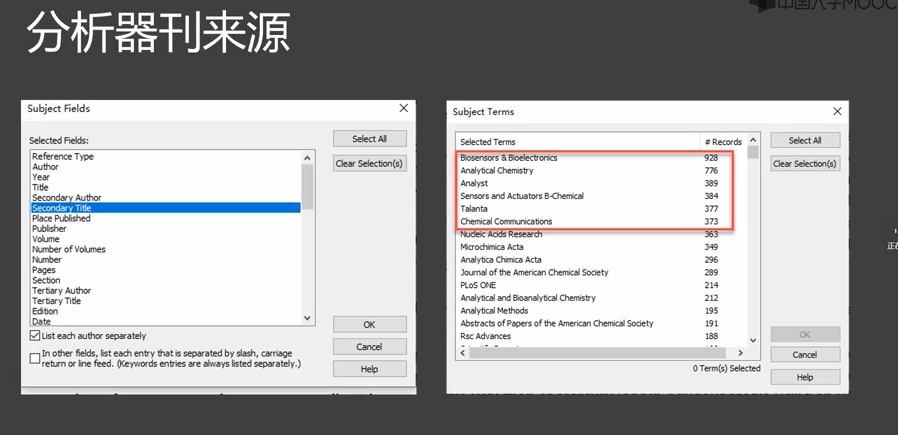 中国大学MOOC
分析器刊来源
Subject Fields
Selected Fields:
Reference Type
Author
Year
Title
Secondary Author
Secondary Title
Place Published
Publisher
Volume
Number of Volumes
Number
Pages
Section
Tertiary Author
Tertiary Title
Edition
Date
Select All
Clear Selection(s)
List each author separately
In other fields, list each entry that is separated by slash, carriage
return or line feed. (Keywords entries are always listed separately.)
OK
Cancel
Help
Subject Terms
Selected Terms # Records
Biosensors & Bioelectronics 928
Analytical Chemistry 776
Analyst 389
Sensors and Actuators B-Chemical 384
Talanta 377
Chemical Communications 373
Nucleic Acids Research 363
Microchimica Acta 349
Analytica Chimica Acta 296
Journal of the American Chemical Society 289
PLoS ONE 214
Analytical and Bioanalytical Chemistry 212
Analytical Methods 195
Abstracts of Papers of the American Chemical Society 191
Rsc Advances 188
0 Term(s) Selected
Select All
Clear Selection(s)
OK
Cancel
Help